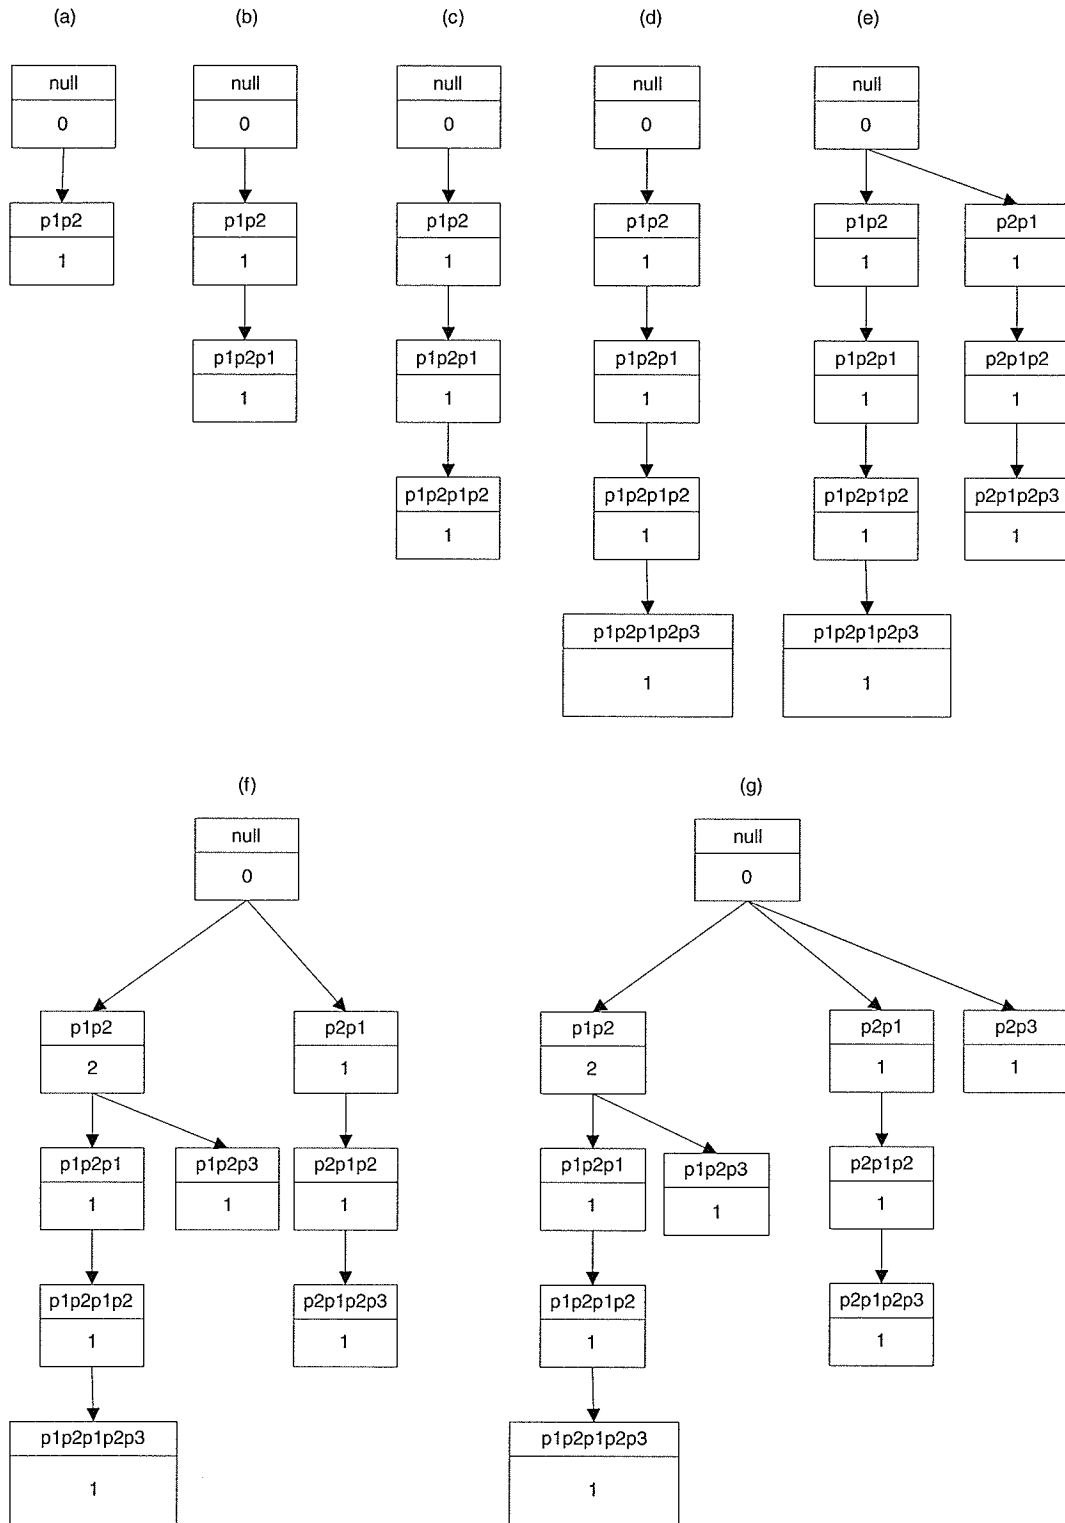 (a) (b) (c) (d) (e)
null null null null null
0 0 0 0 0
p1p2 p1p2 p1p2 p1p2 p1p2 p2p1
1 1 1 1 1 1
p1p2p1 p1p2p1 p1p2p1 p1p2p1 p2p1p2
1 1 1 1 1
p1p2p1p2 p1p2p1p2 p1p2p1p2 p2p1p2p3
1 1 1 1
p1p2p1p2p3 p1p2p1p2p3
1 1
(f) (g)
null null
0 0
p1p2 p2p1 p1p2 p2p1 p2p3
2 1 2 1 1
p1p2p1 p1p2p3 p2p1p2 p1p2p1 p1p2p3 p2p1p2
1 1 1 1 1 1
p1p2p1p2 p2p1p2p3 p1p2p1p2 p2p1p2p3
1 1 1 1
p1p2p1p2p3 p1p2p1p2p3
1 1